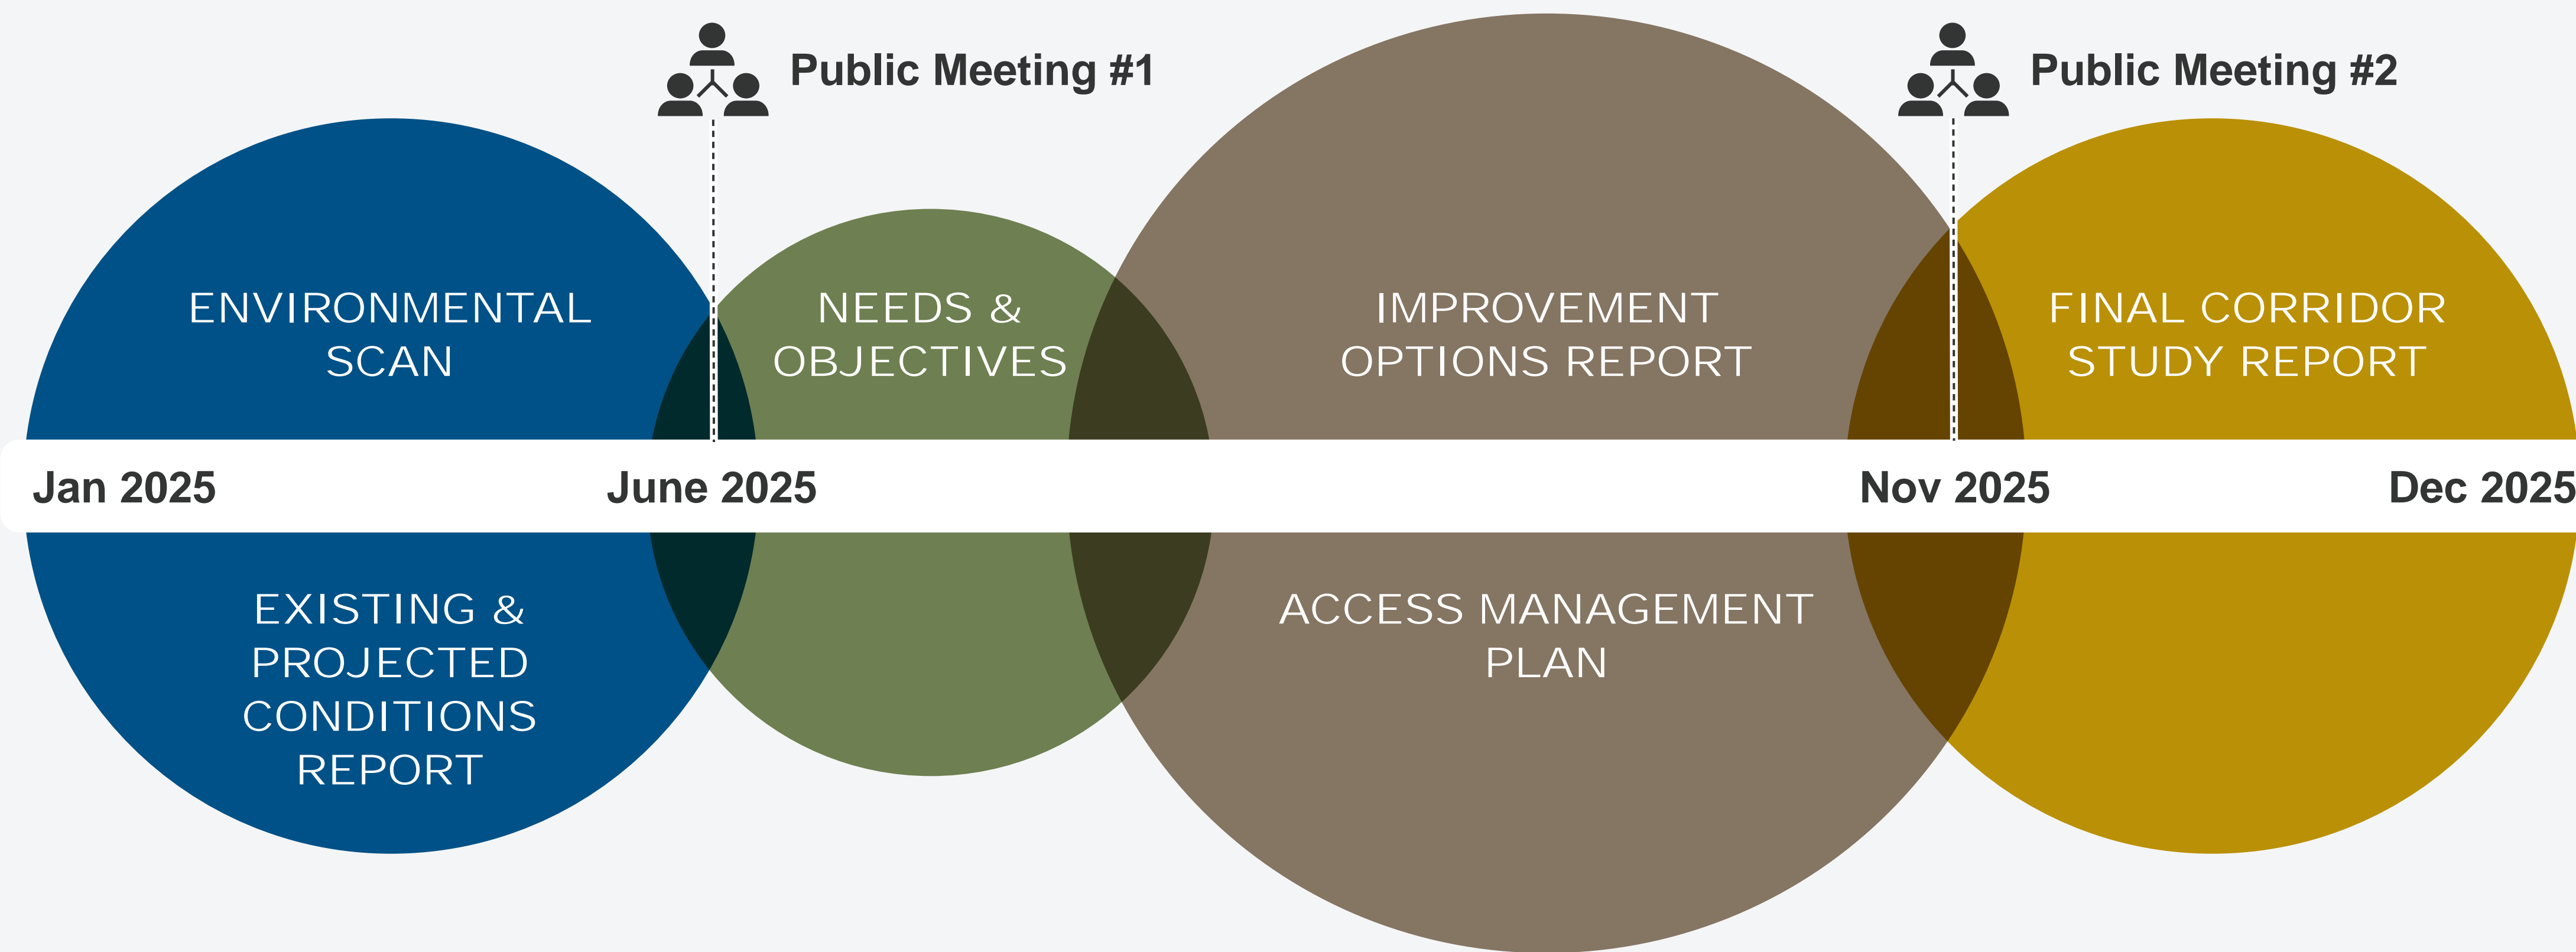 Public Meeting #1
Public Meeting #2
ENVIRONMENTAL
SCAN
NEEDS &
OBJECTIVES
IMPROVEMENT
OPTIONS REPORT
FINAL CORRIDOR
STUDY REPORT
Jan 2025
June 2025
Nov 2025
Dec 2025
EXISTING &
PROJECTED
CONDITIONS
REPORT
ACCESS MANAGEMENT
PLAN